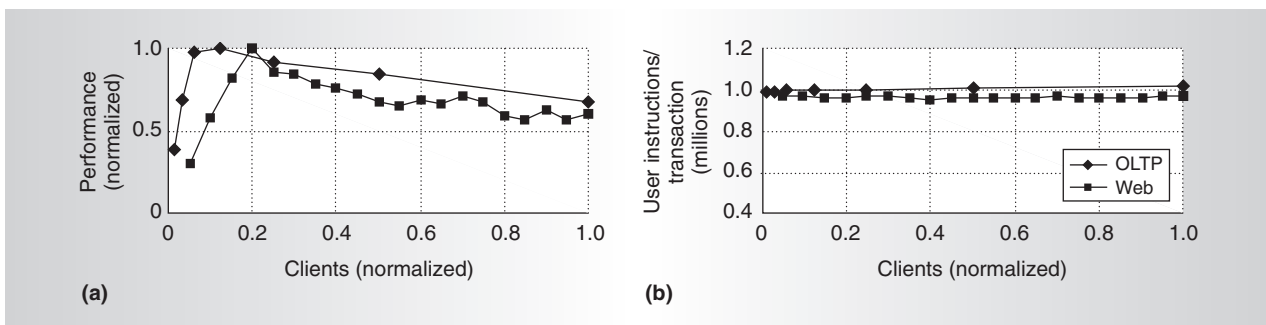 Performance
(normalized)
1.0
0.5
0
0
0.2
0.4
0.6
0.8
1.0
Clients (normalized)
(a)
User instructions/
transaction
(millions)
1.2
1.0
0.8
0.6
0.4
0
0.2
0.4
0.6
0.8
1.0
Clients (normalized)
OLTP
Web
(b)